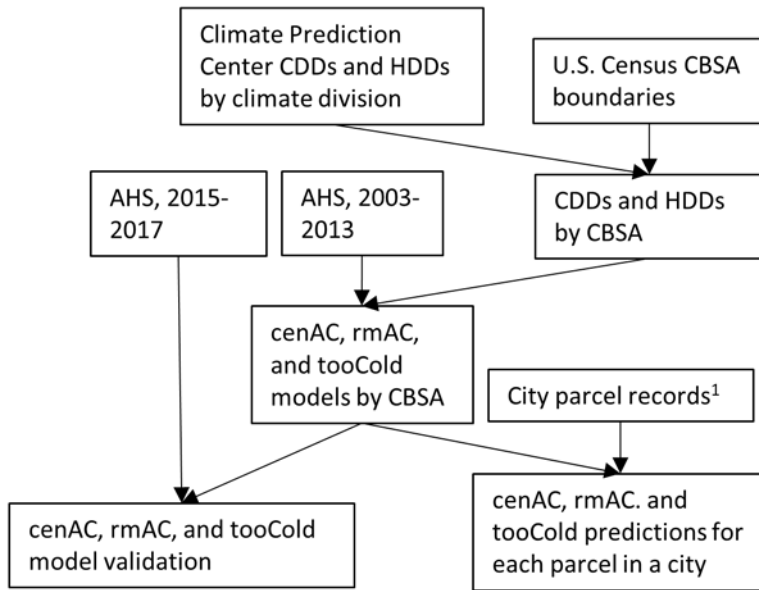 Climate Prediction
Center CDDs and HDDs
by climate division
U.S. Census CBSA
boundaries
AHS, 2015-
2017
AHS, 2003-
2013
CDDs and HDDs
by CBSA
cenAC, rmAC,
and tooCold
models by CBSA
City parcel records¹
cenAC, rmAC, and tooCold
model validation
cenAC, rmAC. and
tooCold predictions for
each parcel in a city